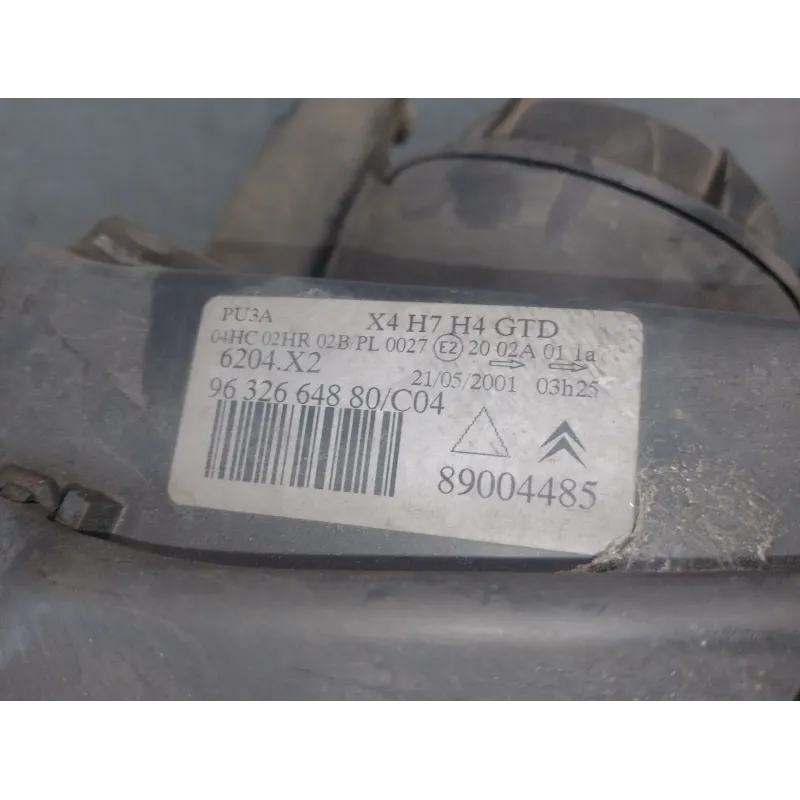 PU3A X4 H7 H4 GTD
04HC 02HR 02B/PL 0027 E2 20 02A 01 1a
6204.X2 21/05/2001 03h25
96 326 648 80/C04
89004485